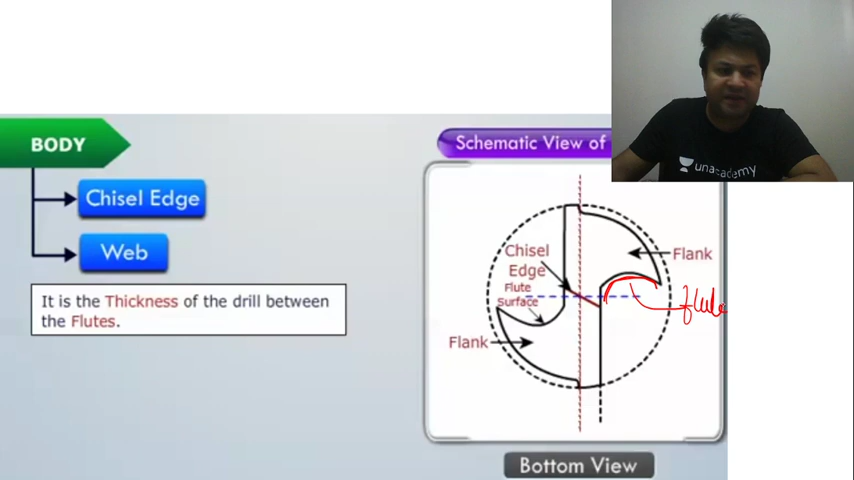 BODY
Chisel Edge
Web
It is the Thickness of the drill between
the Flutes.
Schematic View of
Chisel
Edge
Flute
Surface
Flank
Flank
flute
Bottom View
unacademy